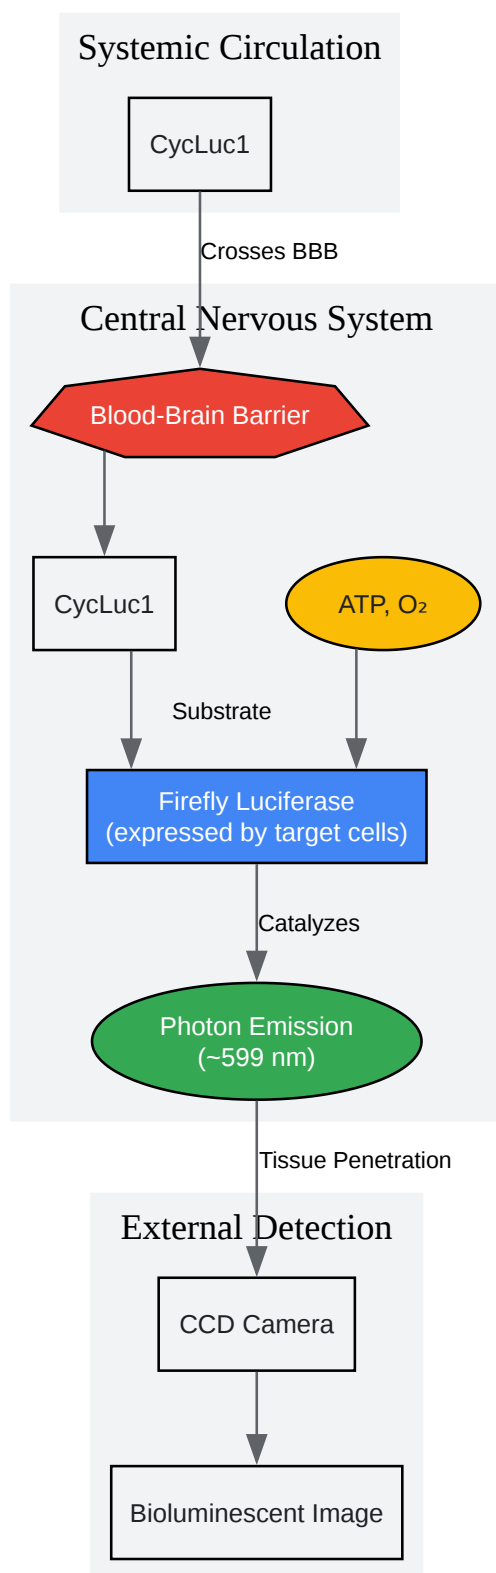 Systemic Circulation
CycLuc1
Crosses BBB
Central Nervous System
Blood-Brain Barrier
CycLuc1
ATP, O₂
Substrate
Firefly Luciferase
(expressed by target cells)
Catalyzes
Photon Emission
(~599 nm)
Tissue Penetration
External Detection
CCD Camera
Bioluminescent Image